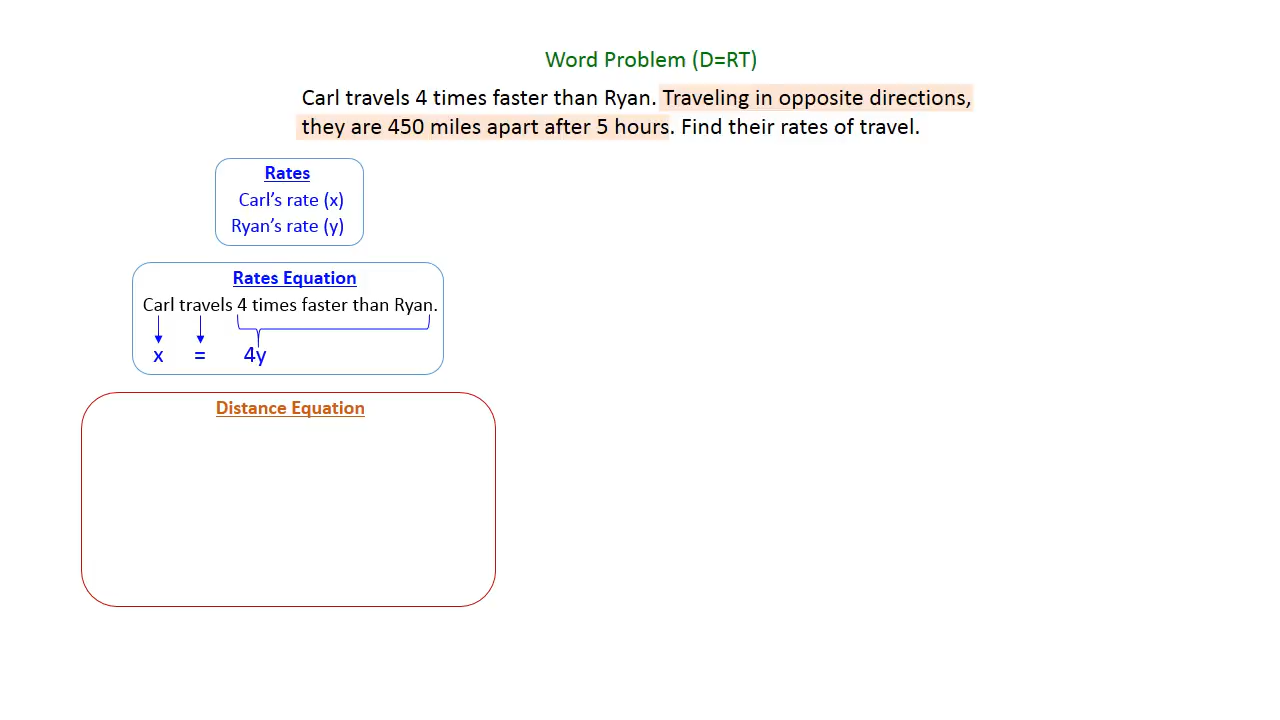 Word Problem (D=RT)
Carl travels 4 times faster than Ryan. Traveling in opposite directions,
they are 450 miles apart after 5 hours. Find their rates of travel.
Rates
Carl’s rate (x)
Ryan’s rate (y)
Rates Equation
Carl travels 4 times faster than Ryan.
x = 4y
Distance Equation